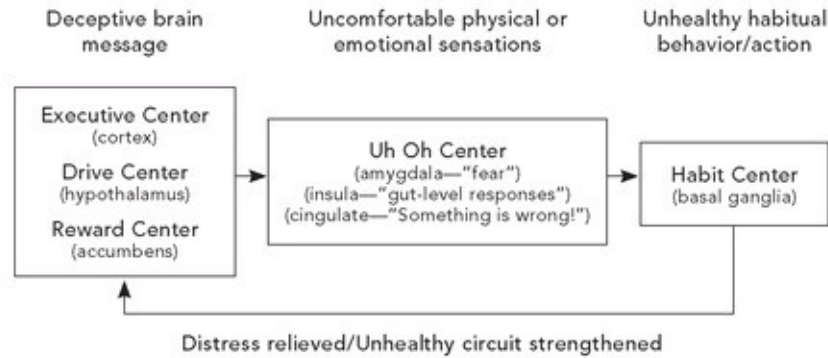 Deceptive brain
message
Uncomfortable physical or
emotional sensations
Unhealthy habitual
behavior/action
Executive Center
(cortex)
Drive Center
(hypothalamus)
Reward Center
(accumbens)
Uh Oh Center
(amygdala—"fear")
(insula—"gut-level responses")
(cingulate—"Something is wrong!")
Habit Center
(basal ganglia)
Distress relieved/Unhealthy circuit strengthened